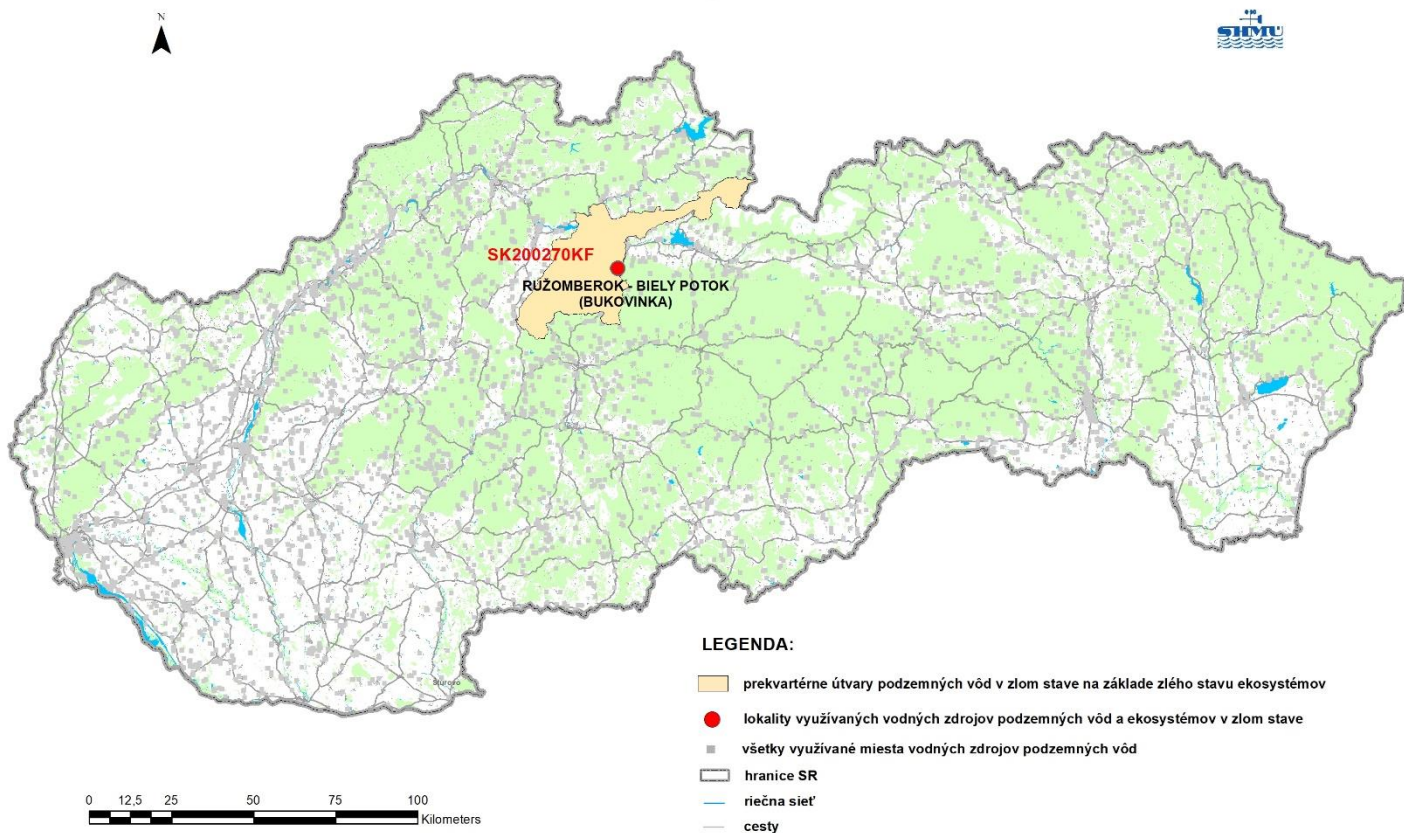 N
SHMÚ
SK200270KF
RUŽOMBEROK - BIELY POTOK
(BUKOVINKA)
Štúrovo
LEGENDA:
prekvartérne útvary podzemných vôd v zlom stave na základe zlého stavu ekosystémov
lokality využívaných vodných zdrojov podzemných vôd a ekosystémov v zlom stave
všetky využívané miesta vodných zdrojov podzemných vôd
hranice SR
riečna sieť
cesty
0 12,5 25 50 75 100
Kilometers